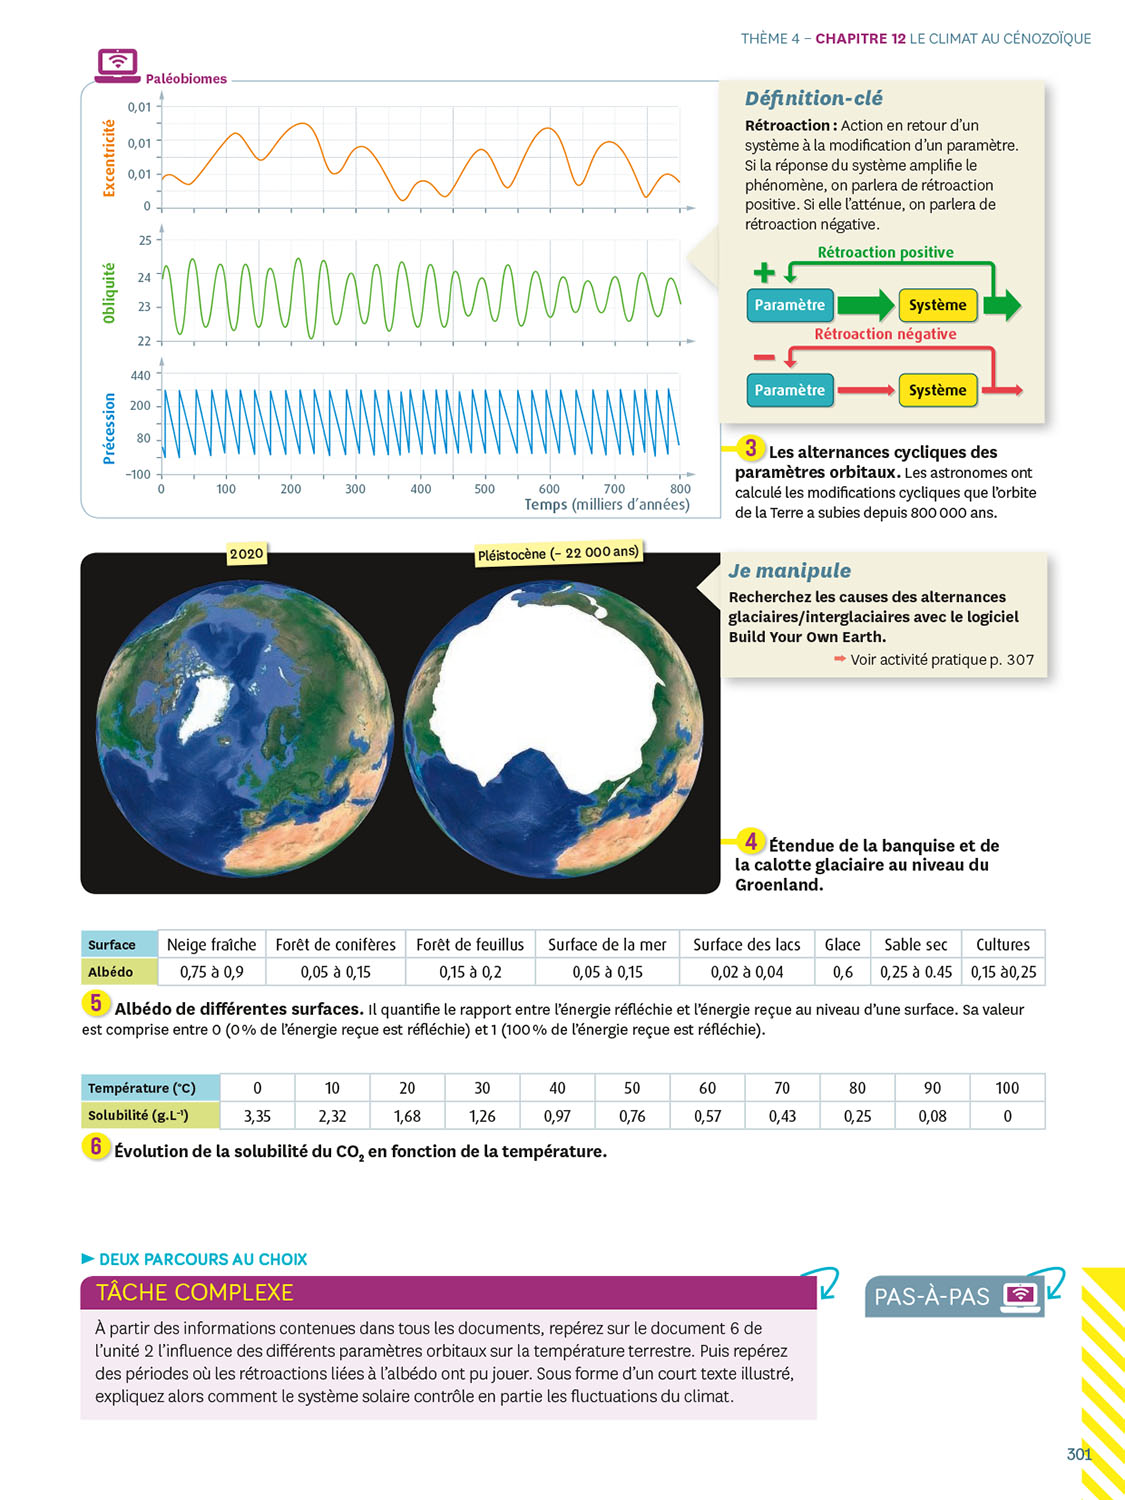 THÈME 4 – CHAPITRE 12 LE CLIMAT AU CÉNOZOÏQUE
Paléobiomes
Excentricité
0,01
0,01
0,01
0
Obliquité
25
24
23
22
Précession
440
200
80
–100
0 100 200 300 400 500 600 700 800
Temps (milliers d’années)
Définition-clé
Rétroaction : Action en retour d’un
système à la modification d’un paramètre.
Si la réponse du système amplifie le
phénomène, on parlera de rétroaction
positive. Si elle l’atténue, on parlera de
rétroaction négative.
Rétroaction positive
+
Paramètre Système
Rétroaction négative
–
Paramètre Système
3 Les alternances cycliques des
paramètres orbitaux. Les astronomes ont
calculé les modifications cycliques que l’orbite
de la Terre a subies depuis 800 000 ans.
2020
Pléistocène (– 22 000 ans)
Je manipule
Recherchez les causes des alternances
glaciaires/interglaciaires avec le logiciel
Build Your Own Earth.
➡ Voir activité pratique p. 307
4 Étendue de la banquise et de
la calotte glaciaire au niveau du
Groenland.
Surface Neige fraîche Forêt de conifères Forêt de feuillus Surface de la mer Surface des lacs Glace Sable sec Cultures
Albédo 0,75 à 0,9 0,05 à 0,15 0,15 à 0,2 0,05 à 0,15 0,02 à 0,04 0,6 0,25 à 0.45 0,15 à0,25
5 Albédo de différentes surfaces. Il quantifie le rapport entre l’énergie réfléchie et l’énergie reçue au niveau d’une surface. Sa valeur
est comprise entre 0 (0 % de l’énergie reçue est réfléchie) et 1 (100 % de l’énergie reçue est réfléchie).
Température (°C) 0 10 20 30 40 50 60 70 80 90 100
Solubilité (g.L⁻¹) 3,35 2,32 1,68 1,26 0,97 0,76 0,57 0,43 0,25 0,08 0
6 Évolution de la solubilité du CO₂ en fonction de la température.
► DEUX PARCOURS AU CHOIX
TÂCHE COMPLEXE
À partir des informations contenues dans tous les documents, repérez sur le document 6 de
l’unité 2 l’influence des différents paramètres orbitaux sur la température terrestre. Puis repérez
des périodes où les rétroactions liées à l’albédo ont pu jouer. Sous forme d’un court texte illustré,
expliquez alors comment le système solaire contrôle en partie les fluctuations du climat.
PAS-À-PAS
301